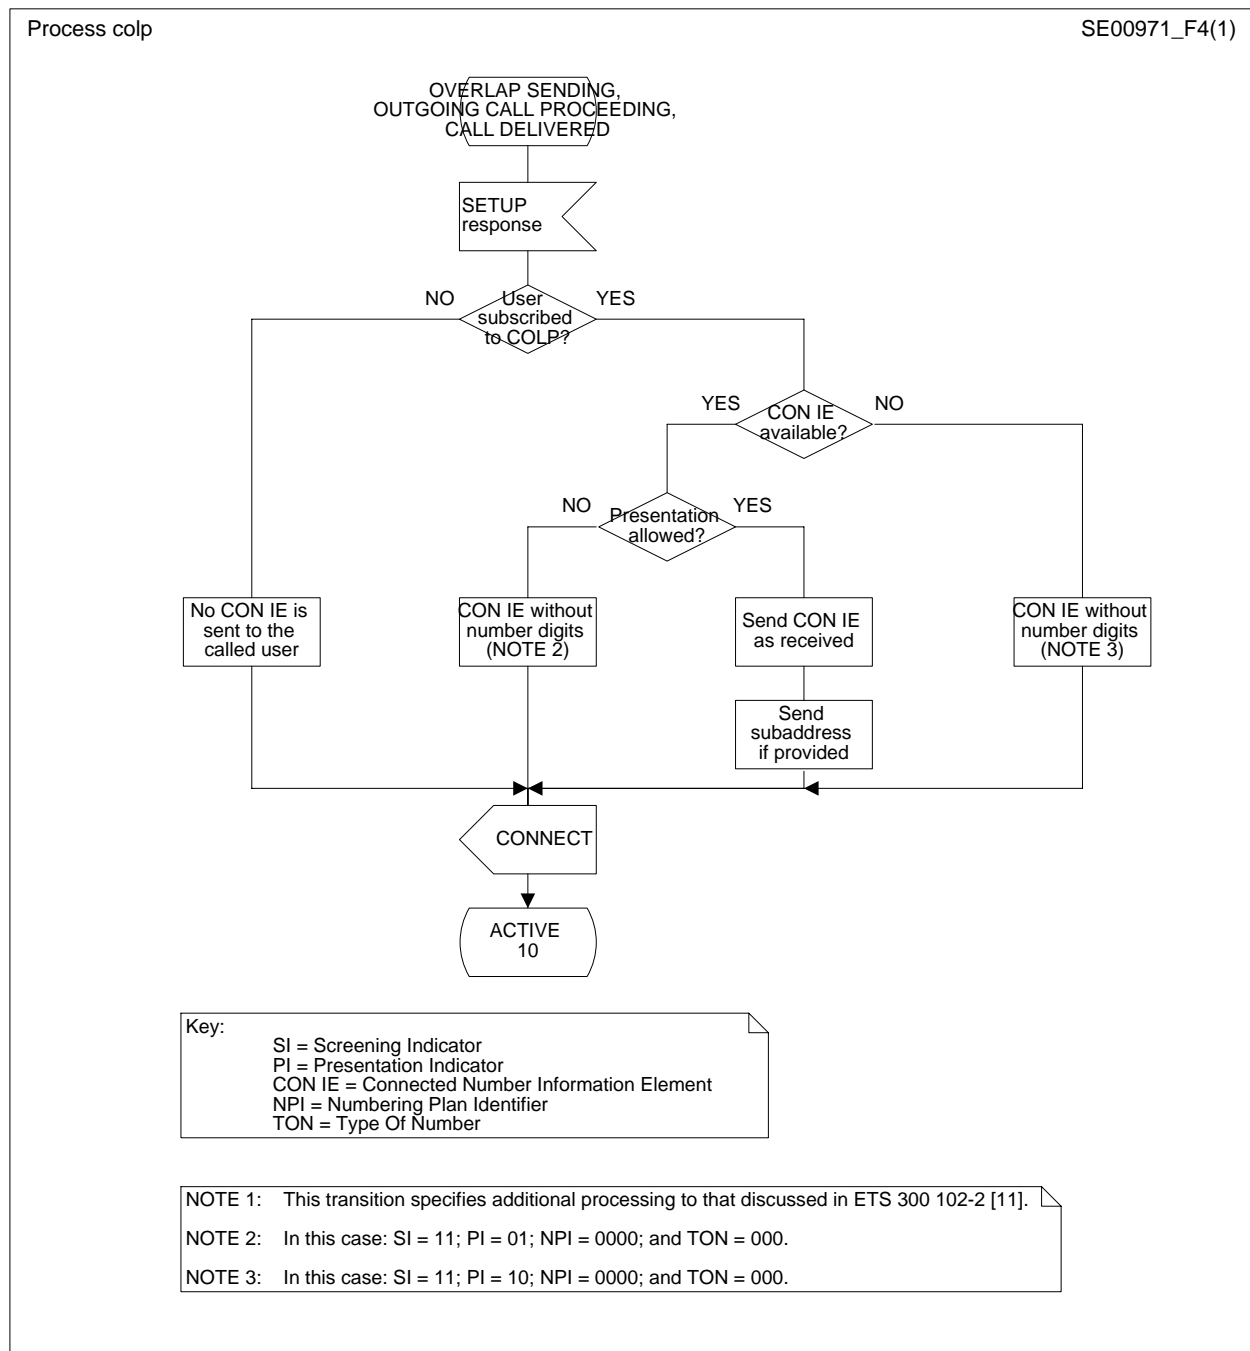 Process colp
SE00971_F4(1)
OVERLAP SENDING,
OUTGOING CALL PROCEEDING,
CALL DELIVERED
SETUP
response
NO
User
subscribed
to COLP?
YES
YES
CON IE
available?
NO
NO
Presentation
allowed?
YES
No CON IE is
sent to the
called user
CON IE without
number digits
(NOTE 2)
Send CON IE
as received
CON IE without
number digits
(NOTE 3)
Send
subaddress
if provided
CONNECT
ACTIVE
10
Key:
SI = Screening Indicator
PI = Presentation Indicator
CON IE = Connected Number Information Element
NPI = Numbering Plan Identifier
TON = Type Of Number
NOTE 1: This transition specifies additional processing to that discussed in ETS 300 102-2 [11].
NOTE 2: In this case: SI = 11; PI = 01; NPI = 0000; and TON = 000.
NOTE 3: In this case: SI = 11; PI = 10; NPI = 0000; and TON = 000.